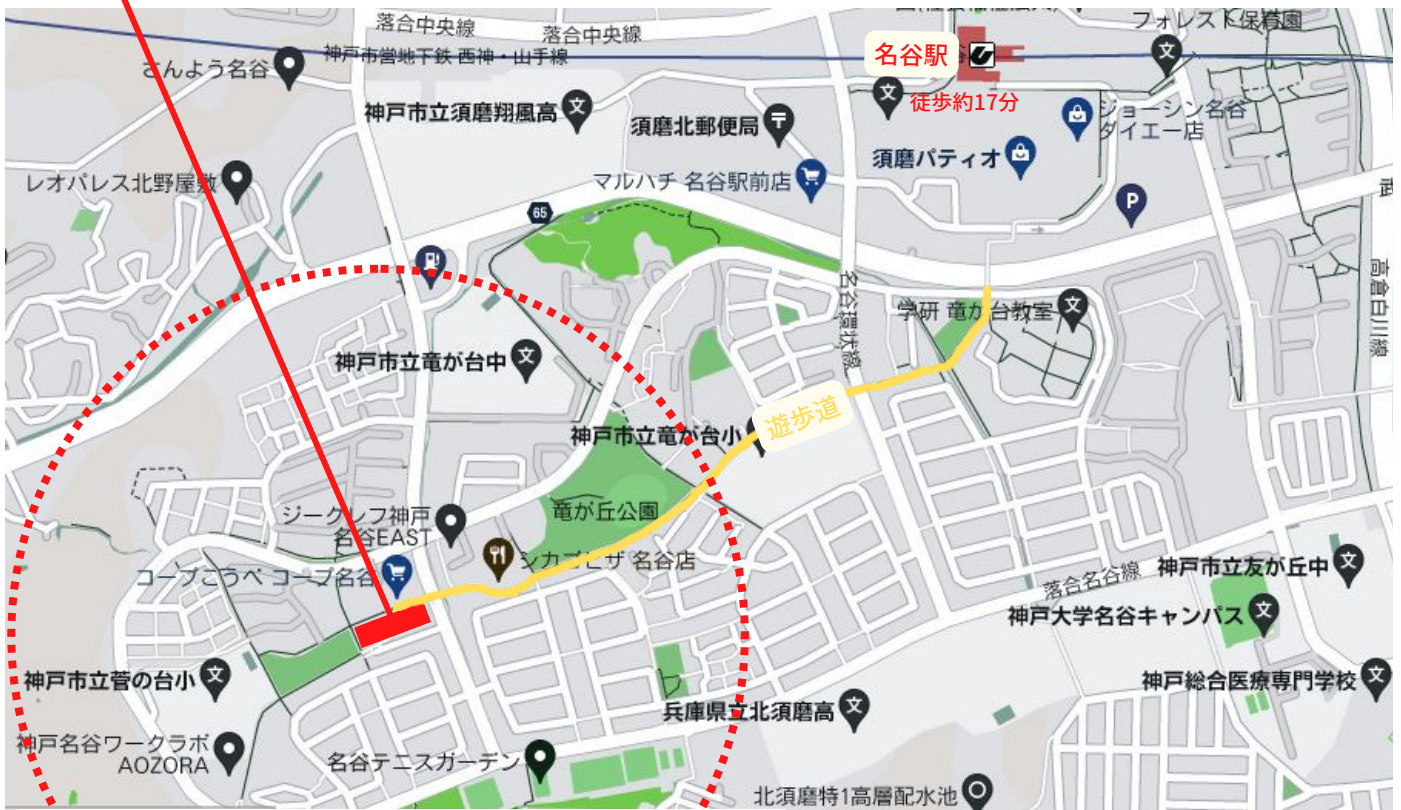 落合中央線
落合中央線
フォレスト保育園
名谷駅
さんよう名谷
神戸市営地下鉄 西神・山手線
徒歩約17分
神戸市立須磨翔風高
須磨北郵便局
ジョーシン名谷
ダイエー店
須磨パティオ
レオパレス北野屋敷
マルハチ 名谷駅前店
P
65
名谷環状線
高倉白川線
学研 竜が台教室
神戸市立竜が台中
神戸市立竜が台小
遊歩道
竜が丘公園
ジークレフ神戸
名谷EAST
シカゴピザ 名谷店
コープこうべ コープ名谷
落合名谷線
神戸市立友が丘中
神戸大学名谷キャンパス
神戸市立菅の台小
神戸総合医療専門学校
兵庫県立北須磨高
神戸名谷ワークラボ
AOZORA
名谷テニスガーデン
北須磨特1高層配水池